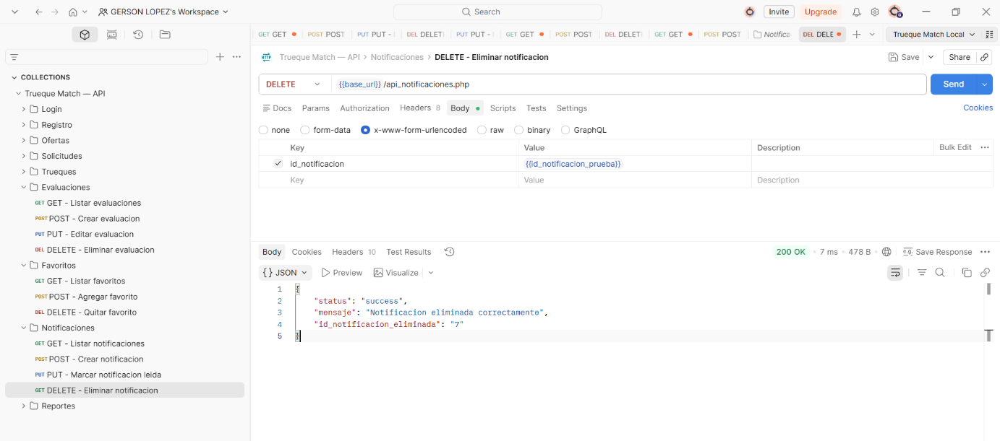 GERSON LOPEZ's Workspace
Search
Invite
Upgrade
GET GET
POST POST
PUT PUT -
DEL DELET
PUT PUT -
GET GET
POST POST
DEL DELET
GET GET
POST POST
Notifica
DEL DELE
Trueque Match Local
COLLECTIONS
Trueque Match — API
Login
Registro
Ofertas
Solicitudes
Trueques
Evaluaciones
GET GET - Listar evaluaciones
POST POST - Crear evaluacion
PUT PUT - Editar evaluacion
DEL DELETE - Eliminar evaluacion
Favoritos
GET GET - Listar favoritos
POST POST - Agregar favorito
DEL DELETE - Quitar favorito
Notificaciones
GET GET - Listar notificaciones
POST POST - Crear notificacion
PUT PUT - Marcar notificacion leida
GET DELETE - Eliminar notificacion
Reportes
HTTP Trueque Match — API > Notificaciones > DELETE - Eliminar notificacion
Save
Share
DELETE {{base_url}} /api_notificaciones.php
Send
Docs Params Authorization Headers 8 Body Scripts Tests Settings
Cookies
none form-data x-www-form-urlencoded raw binary GraphQL
Key Value Description Bulk Edit
id_notificacion {{id_notificacion_prueba}}
Key Value Description
Body Cookies Headers 10 Test Results
200 OK • 7 ms • 478 B
e.g. Save Response
{} JSON Preview Visualize
1 {
2 "status": "success",
3 "mensaje": "Notificacion eliminada correctamente",
4 "id_notificacion_eliminada": "7"
5 }